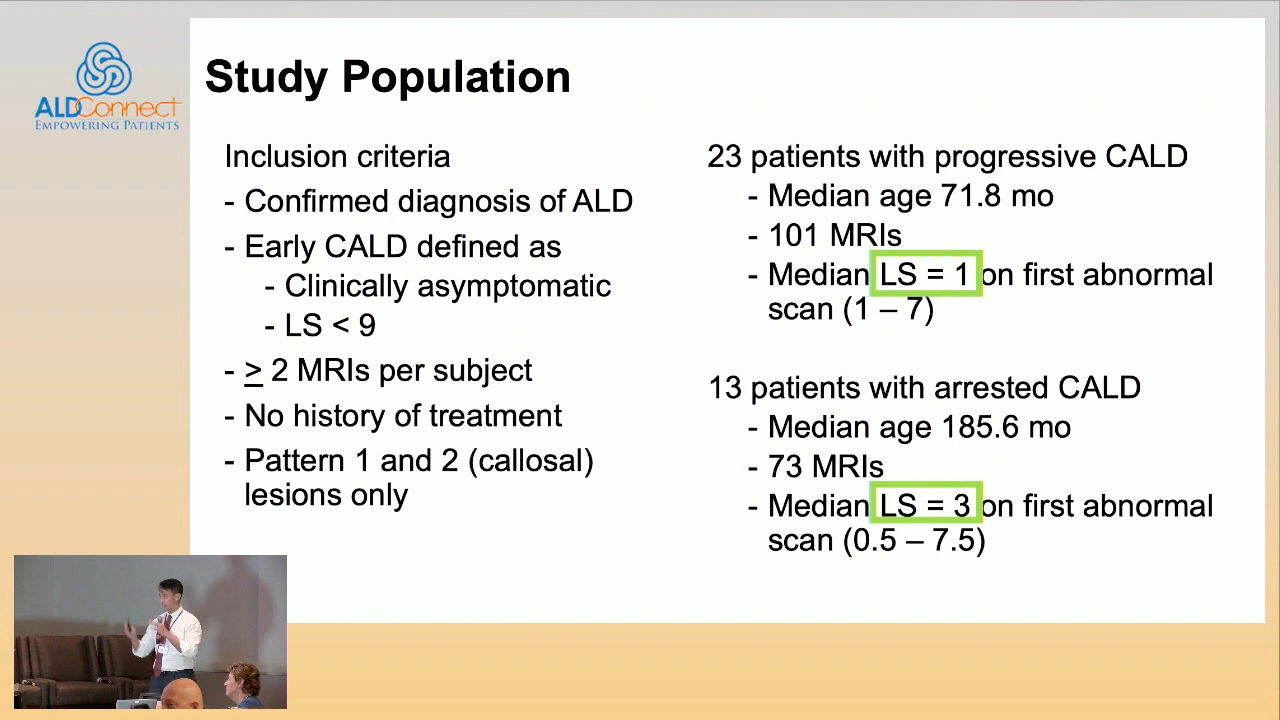 ALDConnect
EMPOWERING PATIENTS
Study Population
Inclusion criteria
- Confirmed diagnosis of ALD
- Early CALD defined as
- Clinically asymptomatic
- LS < 9
- ≥ 2 MRIs per subject
- No history of treatment
- Pattern 1 and 2 (callosal)
lesions only
23 patients with progressive CALD
- Median age 71.8 mo
- 101 MRIs
- Median LS = 1 on first abnormal
scan (1 – 7)
13 patients with arrested CALD
- Median age 185.6 mo
- 73 MRIs
- Median LS = 3 on first abnormal
scan (0.5 – 7.5)